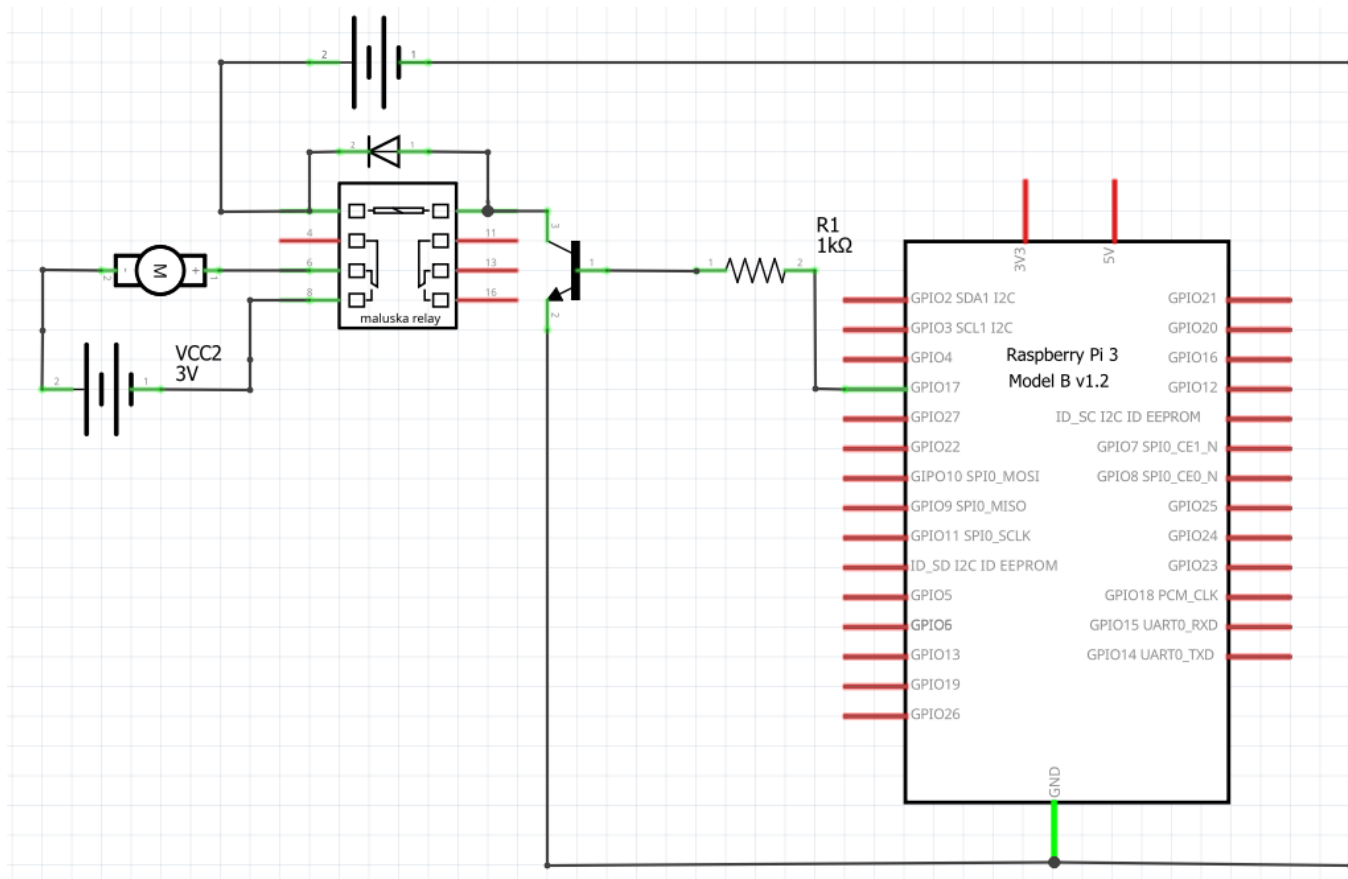 2
1
2
1
R1
1kΩ
3
4
11
6
13
8
16
maluska relay
1
2
1
2
-
M
+
2
1
VCC2
3V
2
1
3V3
5V
GPIO2 SDA1 I2C
GPIO21
GPIO3 SCL1 I2C
GPIO20
Raspberry Pi 3
Model B v1.2
GPIO4
GPIO16
GPIO17
GPIO12
GPIO27
ID_SC I2C ID EEPROM
GPIO22
GPIO7 SPI0_CE1_N
GIPO10 SPI0_MOSI
GPIO8 SPI0_CE0_N
GPIO9 SPI0_MISO
GPIO25
GPIO11 SPI0_SCLK
GPIO24
ID_SD I2C ID EEPROM
GPIO23
GPIO5
GPIO18 PCM_CLK
GPIO6
GPIO15 UART0_RXD
GPIO13
GPIO14 UART0_TXD
GPIO19
GPIO26
GND